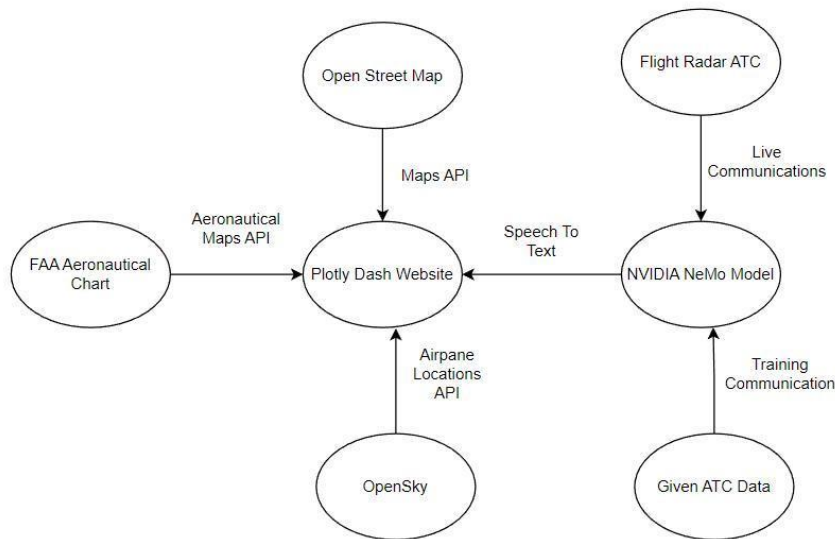 Open Street Map
Flight Radar ATC
Maps API
Live
Communications
Aeronautical
Maps API
Speech To
Text
FAA Aeronautical
Chart
Plotly Dash Website
NVIDIA NeMo Model
Airpane
Locations
API
Training
Communication
OpenSky
Given ATC Data